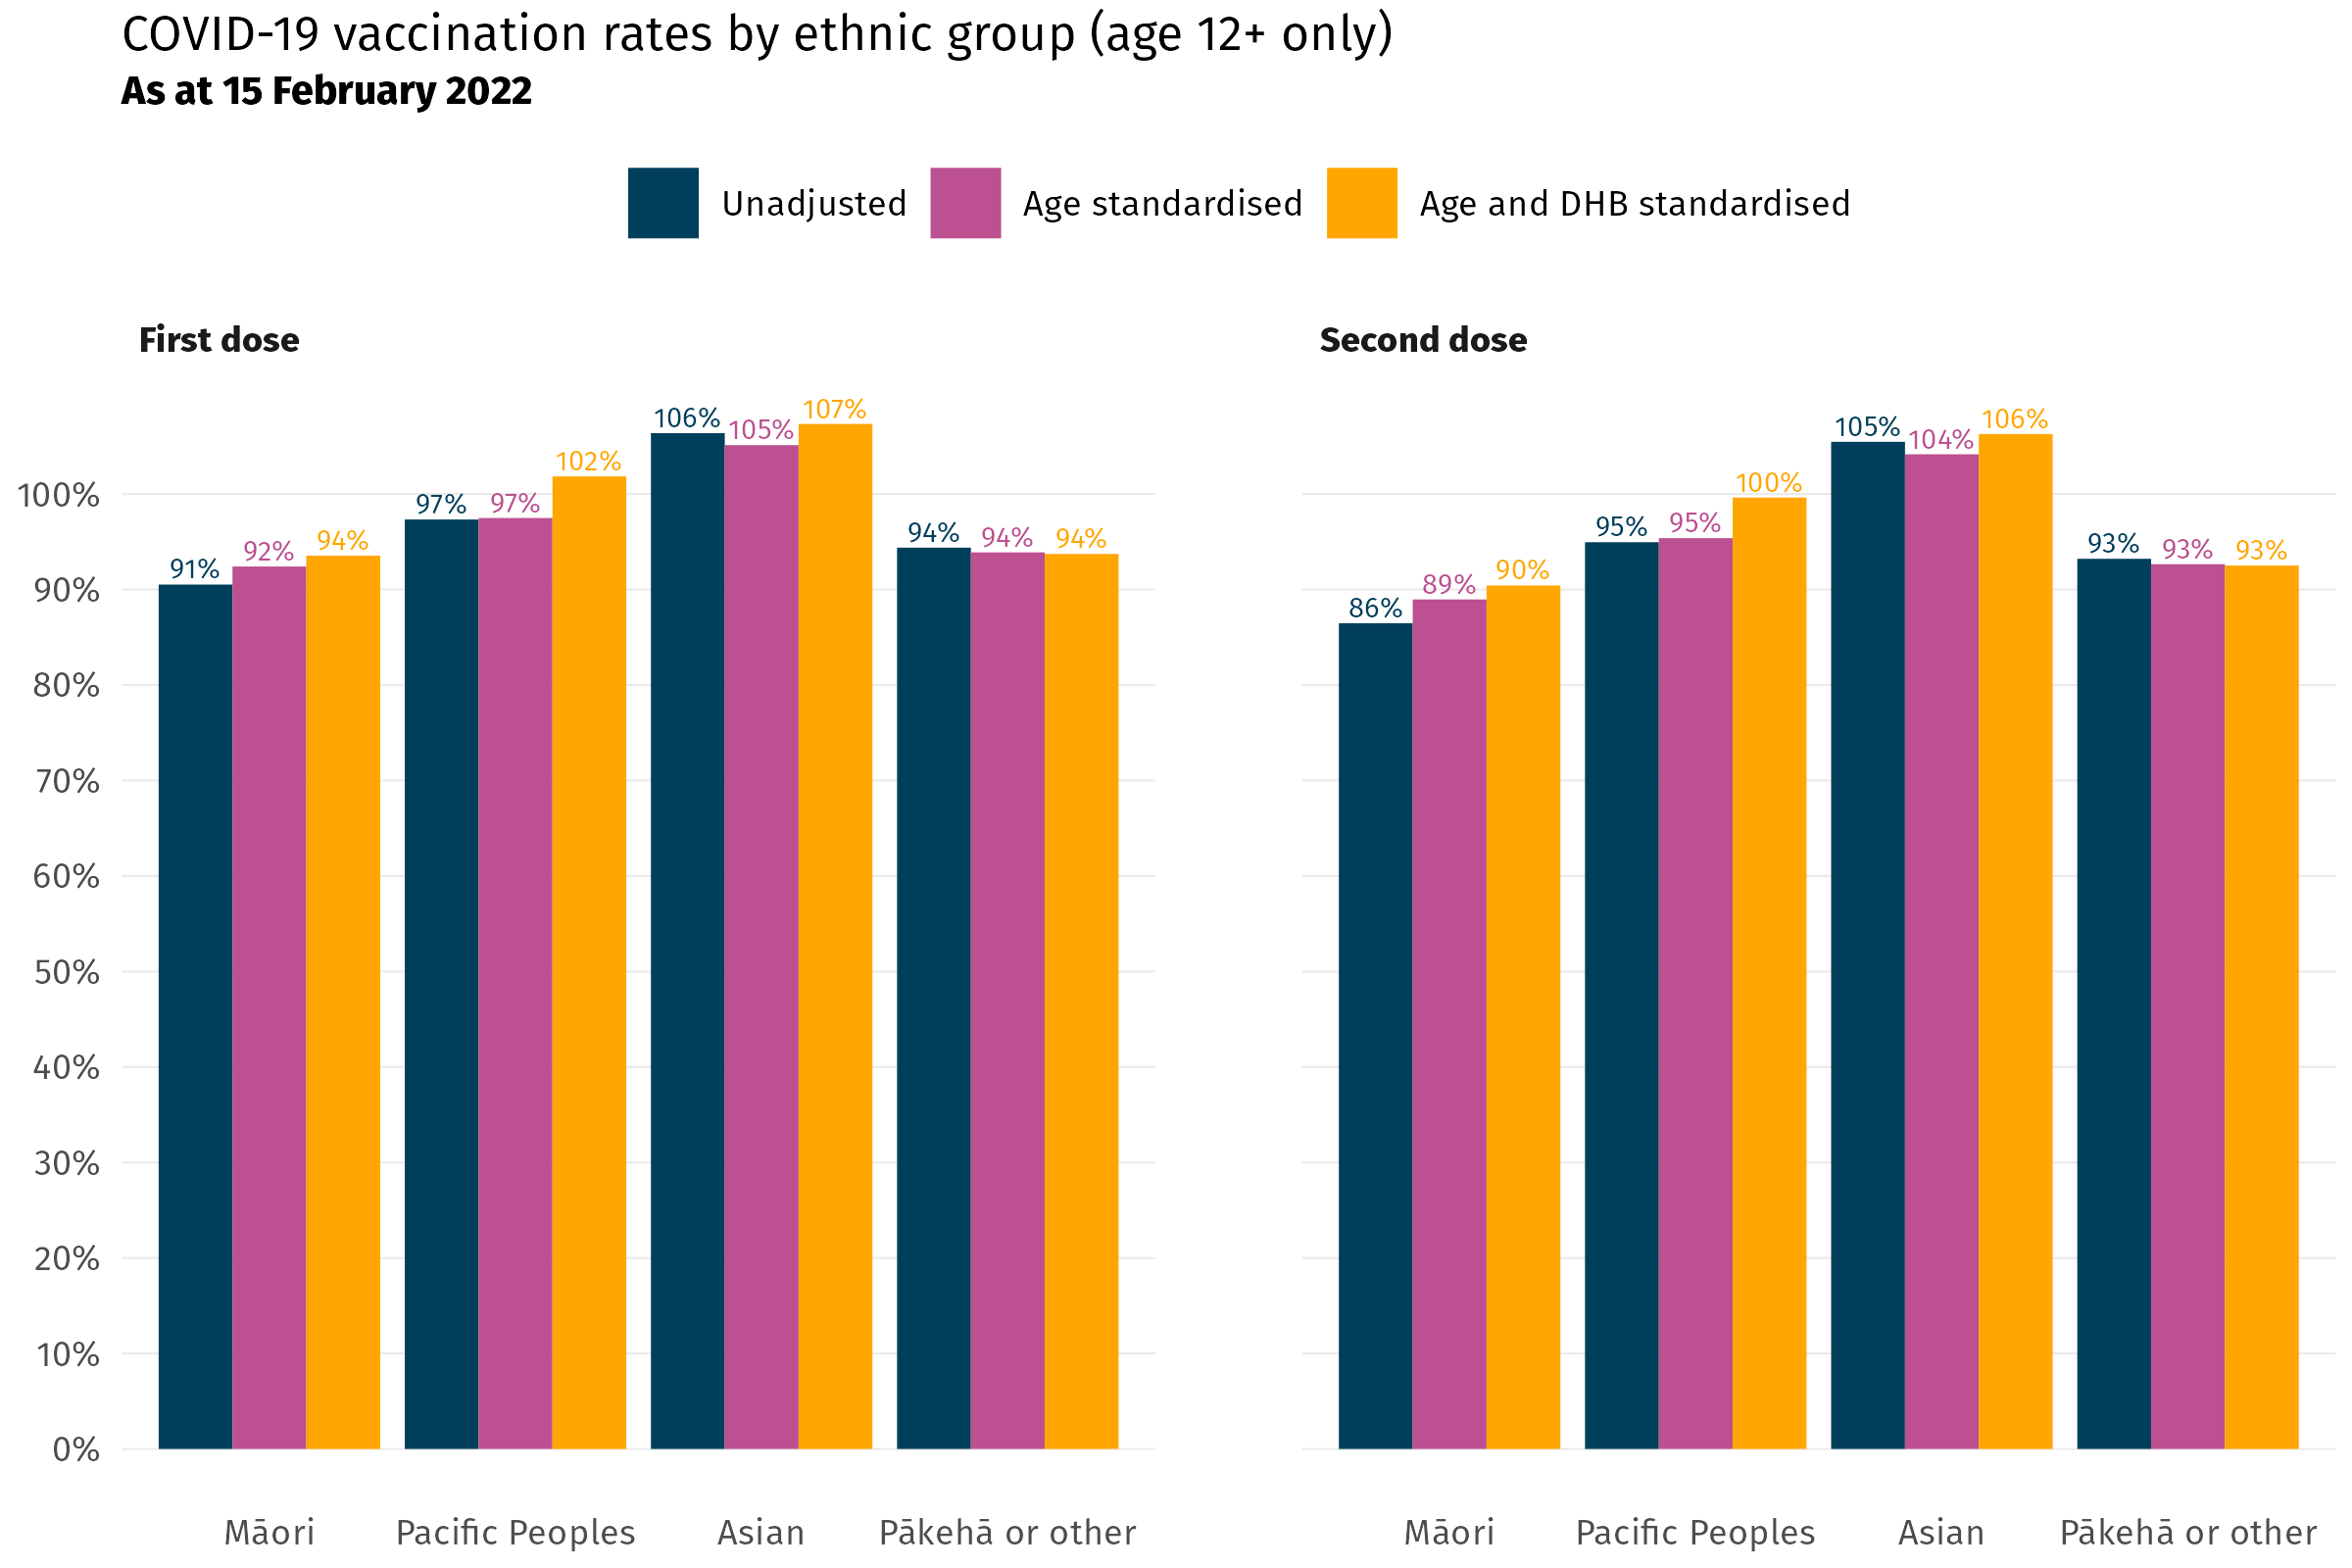 COVID-19 vaccination rates by ethnic group (age 12+ only)
As at 15 February 2022
Unadjusted Age standardised Age and DHB standardised
First dose
100%
90%
80%
70%
60%
50%
40%
30%
20%
10%
0%
91% 92% 94%
97% 97% 102%
106% 105% 107%
94% 94% 94%
Māori Pacific Peoples Asian Pākehā or other
Second dose
86% 89% 90%
95% 95% 100%
105% 104% 106%
93% 93% 93%
Māori Pacific Peoples Asian Pākehā or other